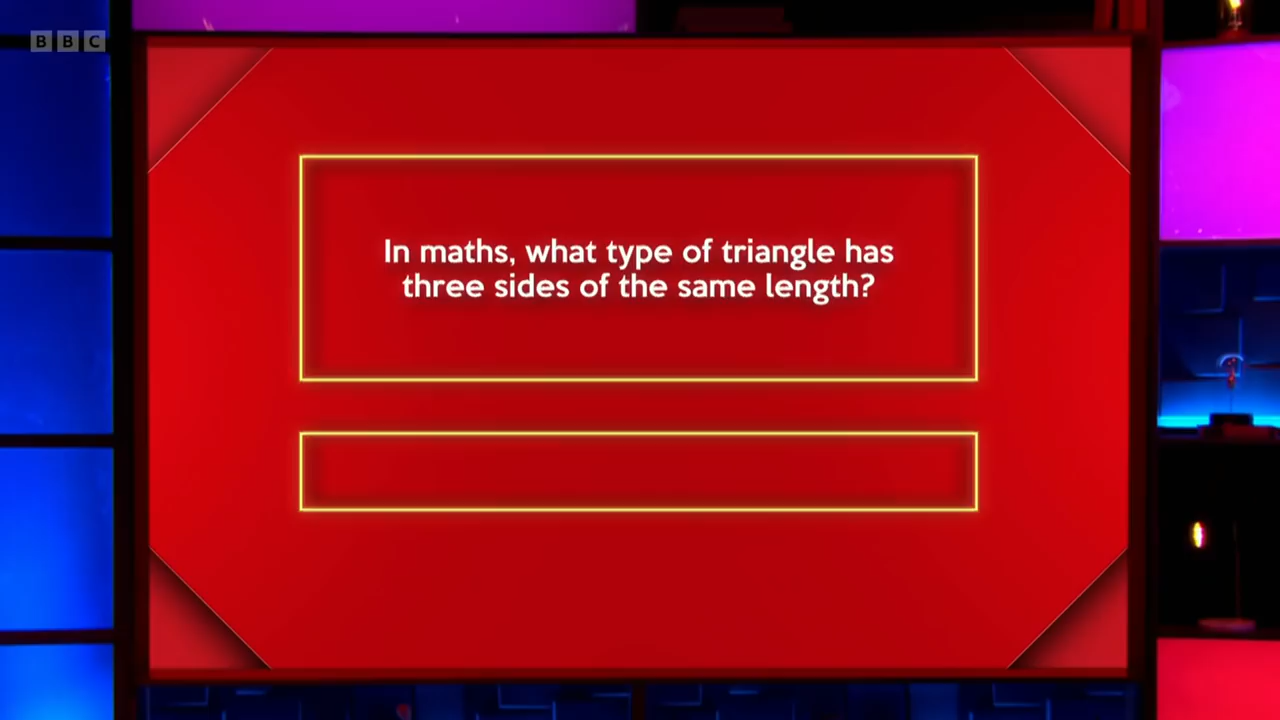 BBC
In maths, what type of triangle has
three sides of the same length?